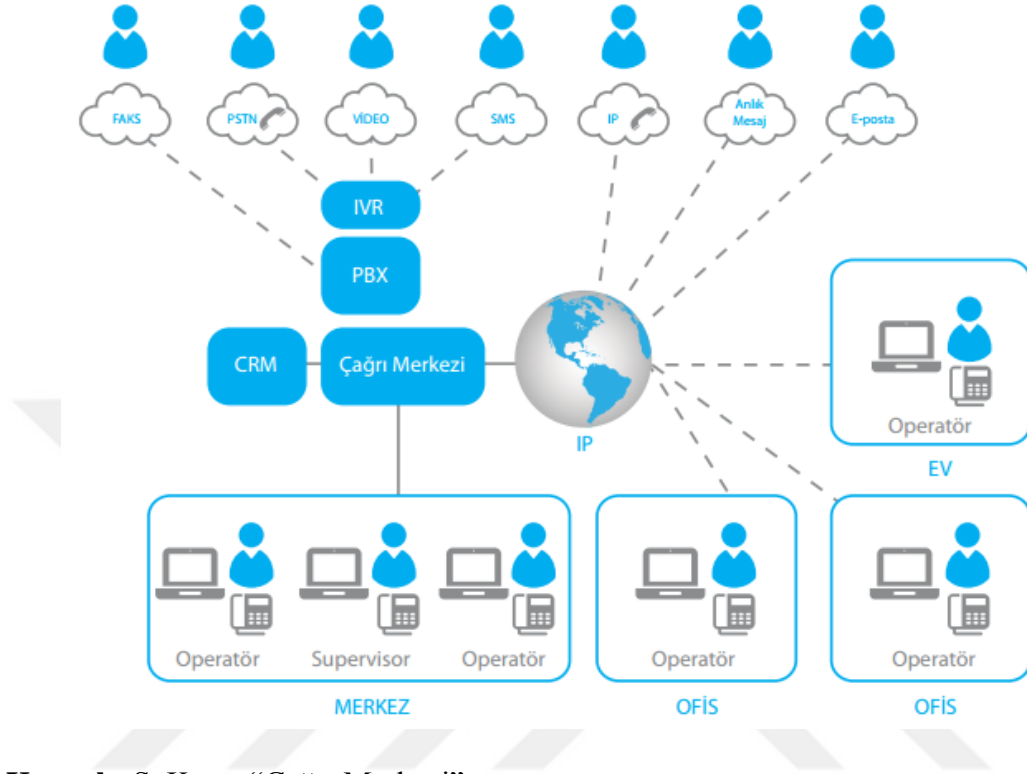 FAKS
PSTN
VİDEO
SMS
IP
Anlık
Mesaj
E-posta
IVR
PBX
CRM
Çağrı Merkezi
IP
Operatör
EV
Operatör
Supervisor
Operatör
Operatör
Operatör
MERKEZ
OFİS
OFİS